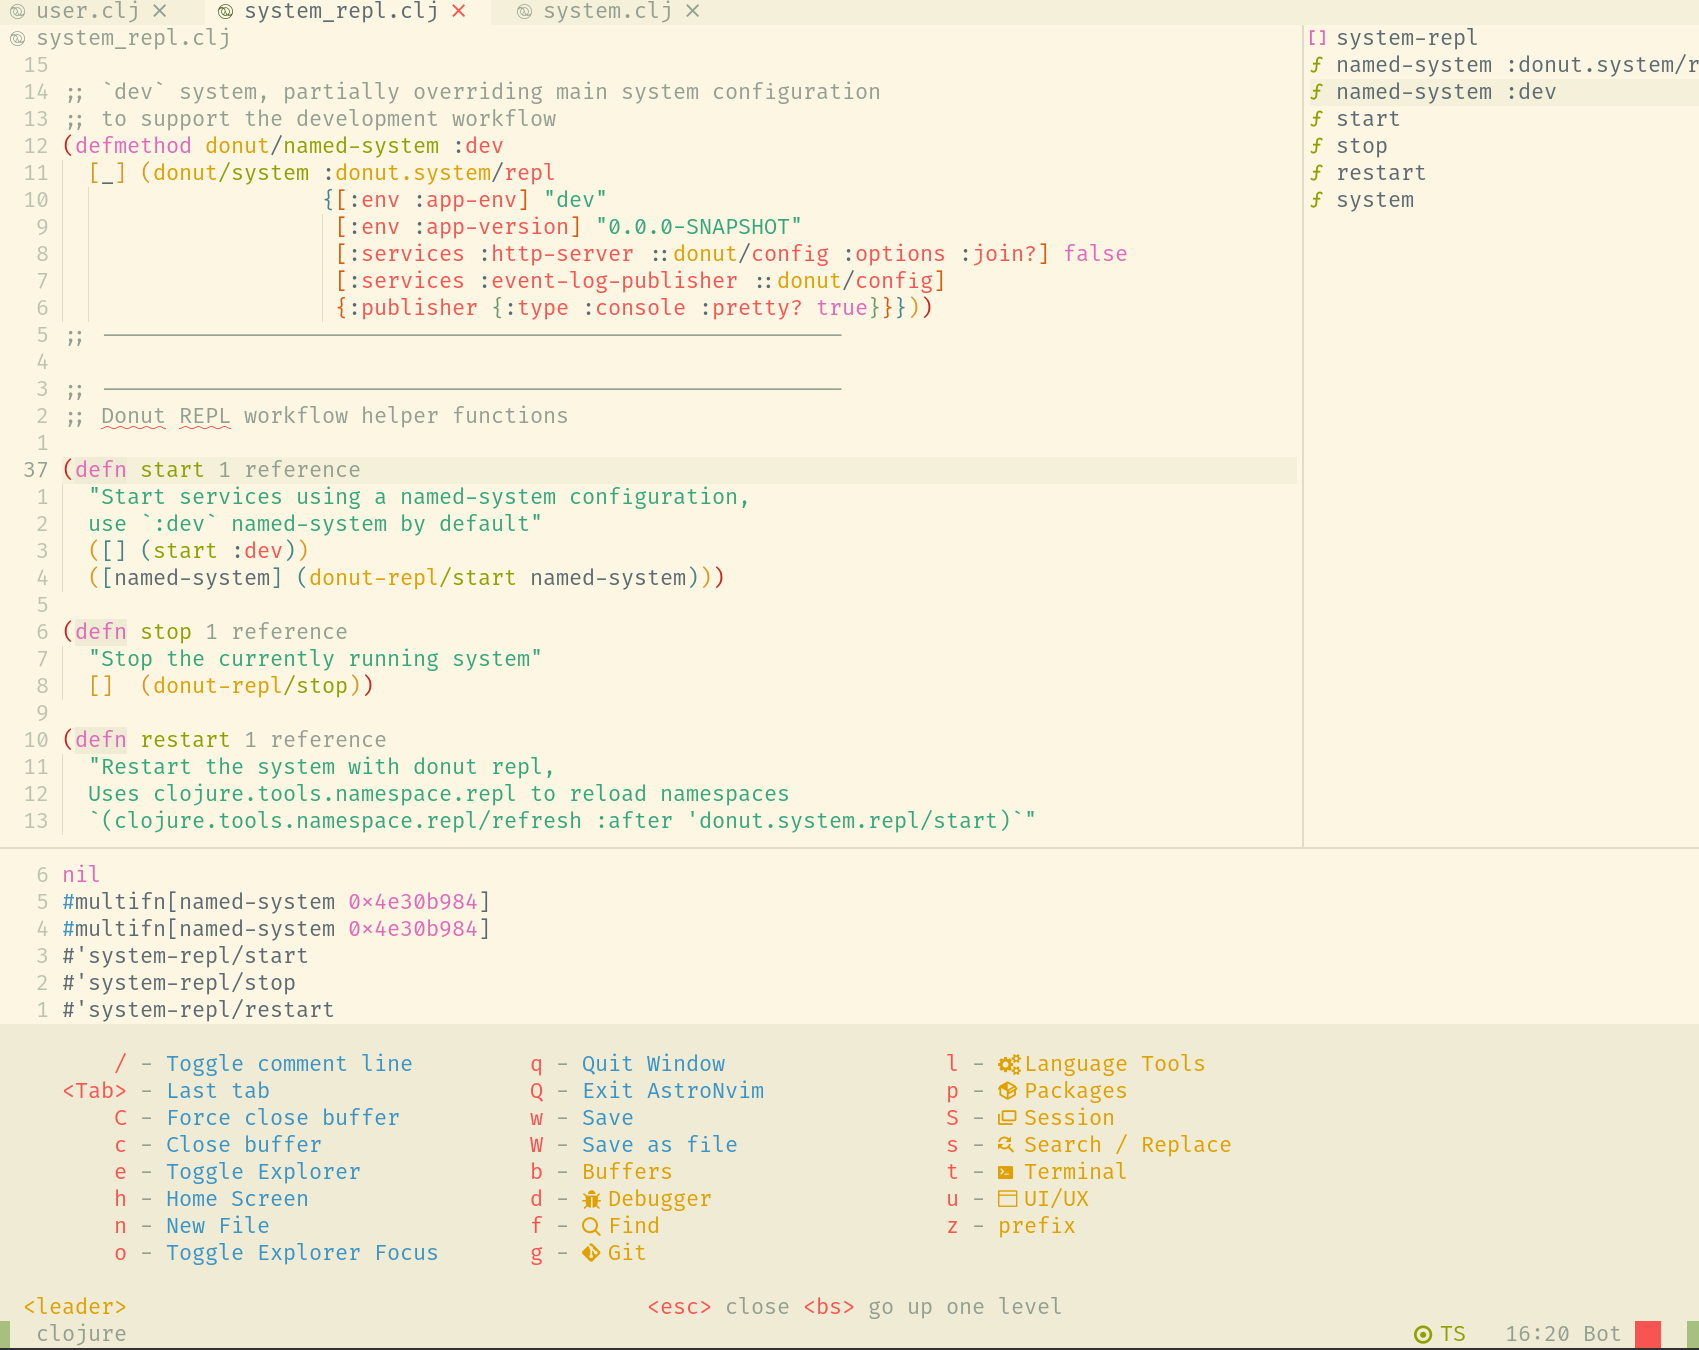 user.clj × system_repl.clj × system.clj ×
system_repl.clj
15
14 ;; `dev` system, partially overriding main system configuration
13 ;; to support the development workflow
12 (defmethod donut/named-system :dev
11 [_] (donut/system :donut.system/repl
10 {[:env :app-env] "dev"
9 [:env :app-version] "0.0.0-SNAPSHOT"
8 [:services :http-server ::donut/config :options :join?] false
7 [:services :event-log-publisher ::donut/config]
6 {:publisher {:type :console :pretty? true}}}))
5 ;; ---------------------------------------------------------
4
3 ;; ---------------------------------------------------------
2 ;; Donut REPL workflow helper functions
1
37 (defn start 1 reference
1 "Start services using a named-system configuration,
2 use `:dev` named-system by default"
3 ([] (start :dev))
4 ([named-system] (donut-repl/start named-system)))
5
6 (defn stop 1 reference
7 "Stop the currently running system"
8 [] (donut-repl/stop))
9
10 (defn restart 1 reference
11 "Restart the system with donut repl,
12 Uses clojure.tools.namespace.repl to reload namespaces
13 `(clojure.tools.namespace.repl/refresh :after 'donut.system.repl/start)`"
[] system-repl
ƒ named-system :donut.system/r
ƒ named-system :dev
ƒ start
ƒ stop
ƒ restart
ƒ system
6 nil
5 #multifn[named-system 0×4e30b984]
4 #multifn[named-system 0×4e30b984]
3 #'system-repl/start
2 #'system-repl/stop
1 #'system-repl/restart
/ - Toggle comment line
<Tab> - Last tab
C - Force close buffer
c - Close buffer
e - Toggle Explorer
h - Home Screen
n - New File
o - Toggle Explorer Focus
q - Quit Window
Q - Exit AstroNvim
w - Save
W - Save as file
b - Buffers
d - Debugger
f - Find
g - Git
l - Language Tools
p - Packages
S - Session
s - Search / Replace
t - Terminal
u - UI/UX
z - prefix
<leader> <esc> close <bs> go up one level
clojure TS 16:20 Bot